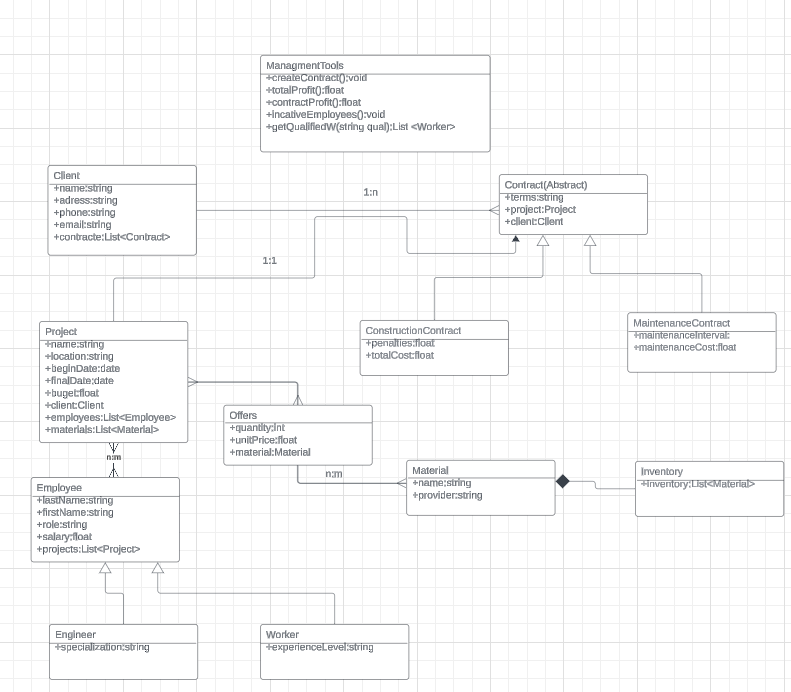 ManagmentTools
+createContract();void
+totalProfit();float
+contractProfit();float
+incativeEmployees();void
+getQualifiedW(string qual);List <Worker>
Client
+name:string
+adress:string
+phone:string
+email:string
+contracte:List<Contract>
1:n
Contract(Abstract)
+terms:string
+project:Project
+client:Client
1:1
Project
+name:string
+location:string
+beginDate:date
+finalDate;date
+buget;float
+client:Client
+employees:List<Employee>
+materials:List<Material>
ConstructionContract
+penalties:float
+totalCost:float
MaintenanceContract
+maintenanceInterval:
+maintenanceCost:float
Offers
+quantity;int
+unitPrice:float
+material:Material
n:m
n:m
Employee
+lastName:string
+firstName:string
+role:string
+salary;float
+projects:List<Project>
Material
+name;string
+provider:string
Inventory
+Inventory;List<Material>
Engineer
+specialization:string
Worker
+experienceLevel:string